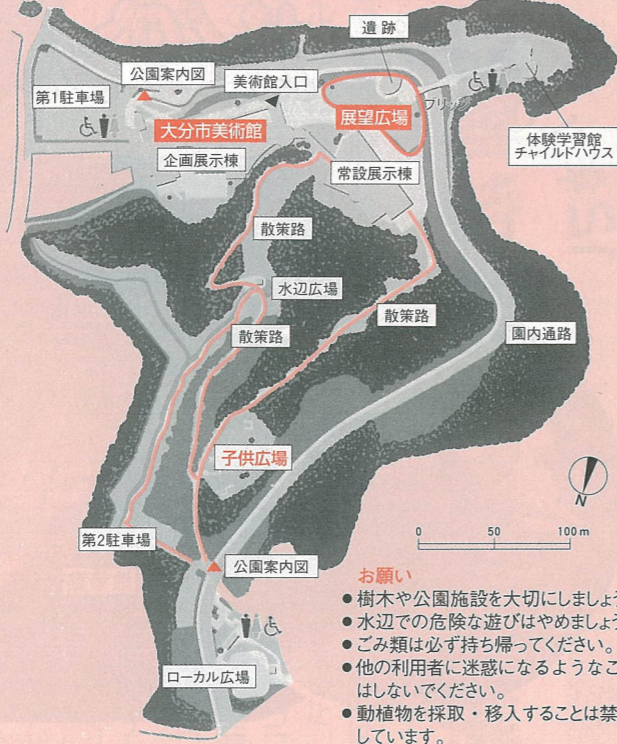 遺跡
公園案内図
美術館入口
第1駐車場
大分市美術館
展望広場
ブリッジ
企画展示棟
常設展示棟
体験学習館
チャイルドハウス
散策路
水辺広場
散策路
散策路
園内通路
子供広場
N
0 50 100m
第2駐車場
公園案内図
ローカル広場
お願い
●樹木や公園施設を大切にしましょう
●水辺での危険な遊びはやめましょう
●ごみ類は必ず持ち帰ってください。
●他の利用者に迷惑になるようなこ
はしないでください。
●動植物を採取・移入することは禁
しています。